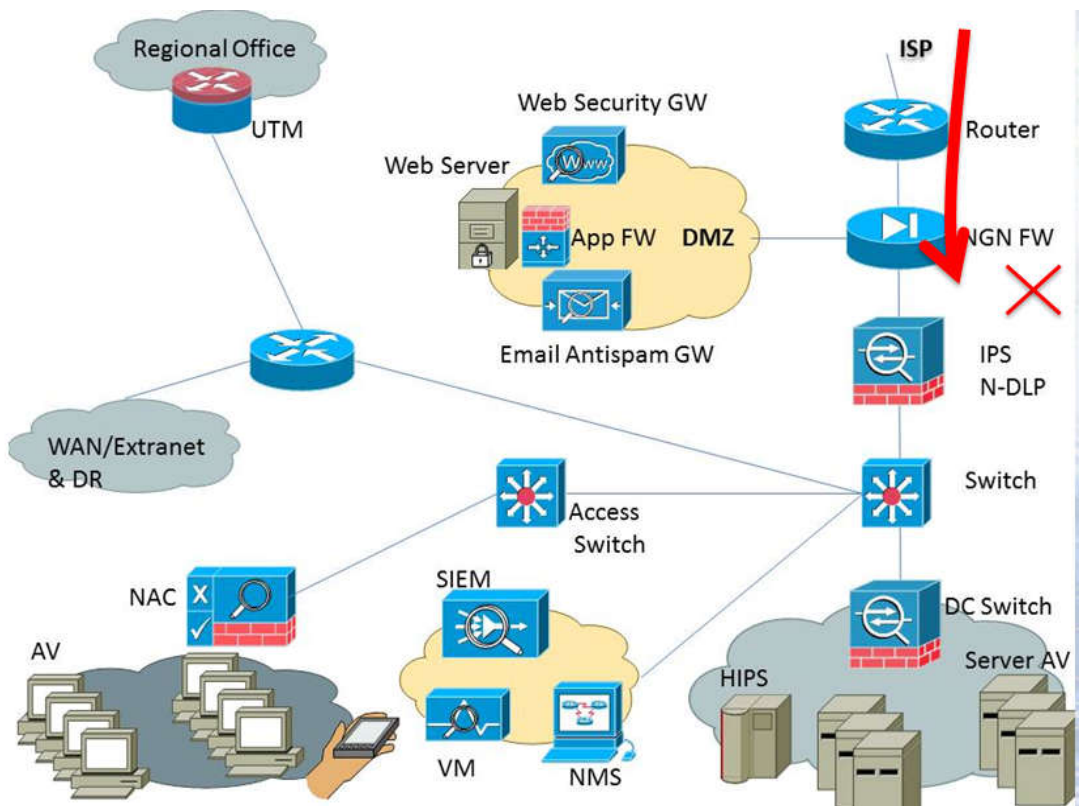 Regional Office
UTM
ISP
Web Security GW
Router
Web Server
WWW
App FW
DMZ
NGN FW
Email Antispam GW
IPS
N-DLP
WAN/Extranet
& DR
Switch
Access
Switch
SIEM
NAC
X
DC Switch
AV
HIPS
Server AV
VM
NMS